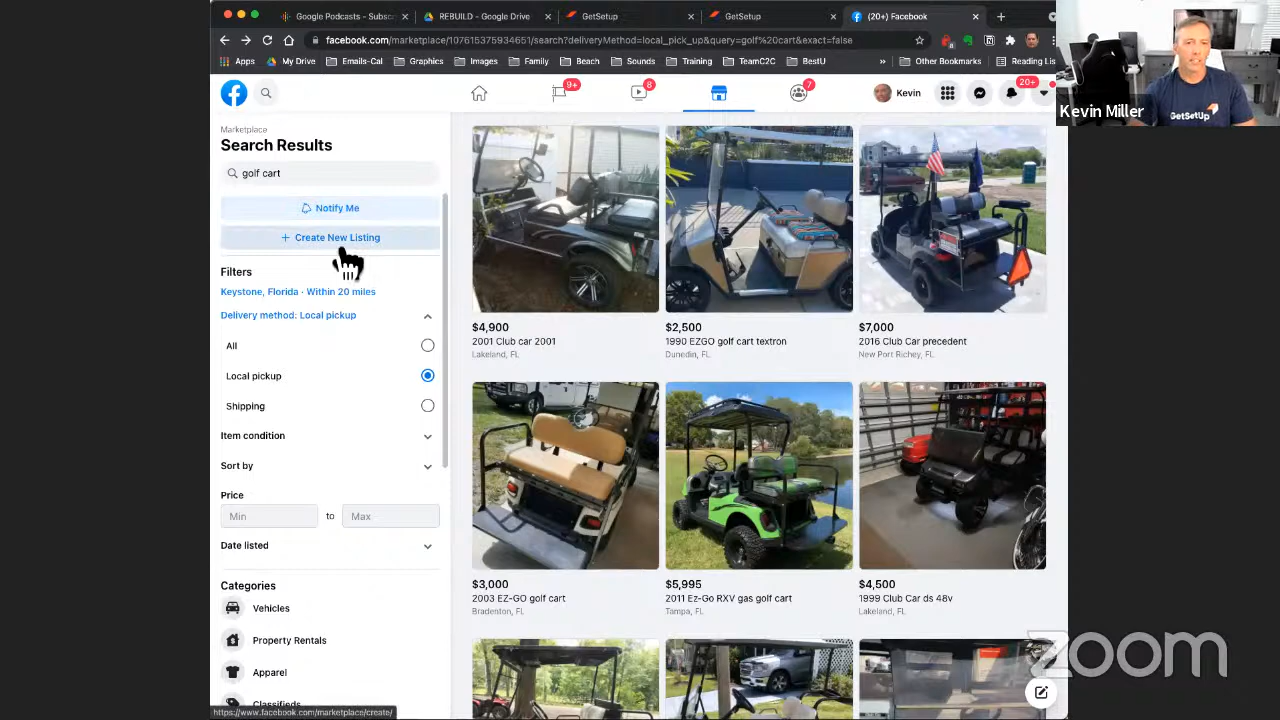 Google Podcasts - Subsc
REBUILD - Google Drive
GetSetup
GetSetup
(20+) Facebook
facebook.com/marketplace/107615375934651/search?deliveryMethod=local_pick_up&query=golf%20cart&exact=false
Apps
My Drive
Emails-Cal
Graphics
Images
Family
Beach
Sounds
Training
TeamC2C
BestU
»
Other Bookmarks
Reading List
9+
8
7
Kevin
20+
Kevin Miller
GetSetUp
Marketplace
Search Results
golf cart
Notify Me
+ Create New Listing
Filters
Keystone, Florida · Within 20 miles
Delivery method: Local pickup
All
Local pickup
Shipping
Item condition
Sort by
Price
Min to Max
Date listed
Categories
Vehicles
Property Rentals
Apparel
Classifieds
https://www.facebook.com/marketplace/create/
$4,900
2001 Club car 2001
Lakeland, FL
$2,500
1990 EZGO golf cart textron
Dunedin, FL
$7,000
2016 Club Car precedent
New Port Richey, FL
$3,000
2003 EZ-GO golf cart
Bradenton, FL
$5,995
2011 Ez-Go RXV gas golf cart
Tampa, FL
$4,500
1999 Club Car ds 48v
Lakeland, FL
zoom